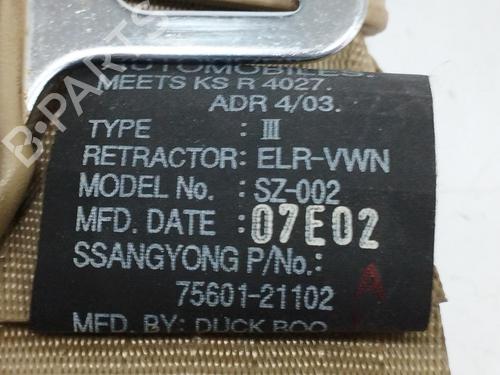 AUTOMOBILES.
MEETS KS R 4027.
ADR 4/03.
TYPE : III
RETRACTOR: ELR-VWN
MODEL No. : SZ-002
MFD. DATE : 07E02
SSANGYONG P/No.:
75601-21102 A
MFD. BY: DUCK BOO
B-PARTS